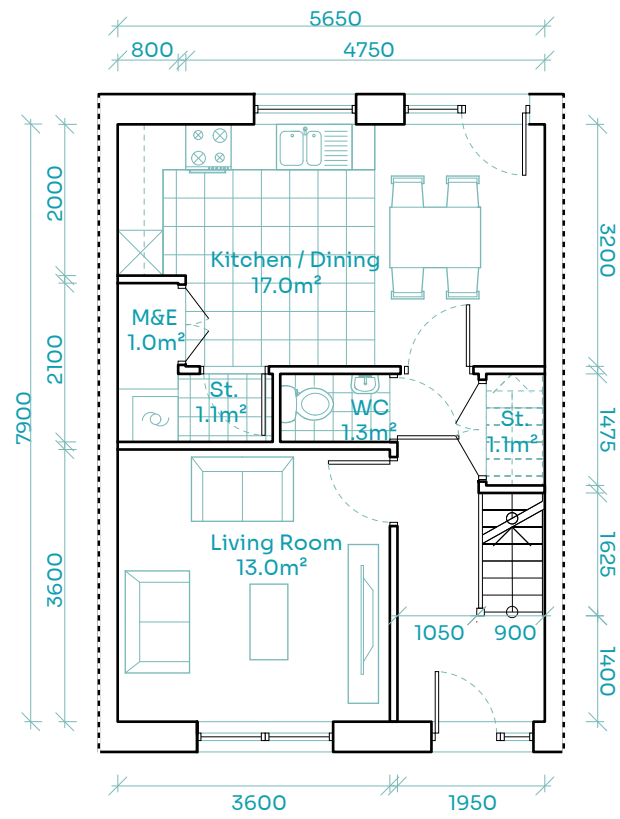 5650
800
4750
2000
3200
Kitchen / Dining
17.0m²
M&E
1.0m²
2100
7900
St.
1.1m²
WC
1.3m²
St.
1.1m²
1475
Living Room
13.0m²
1625
3600
1050
900
1400
3600
1950